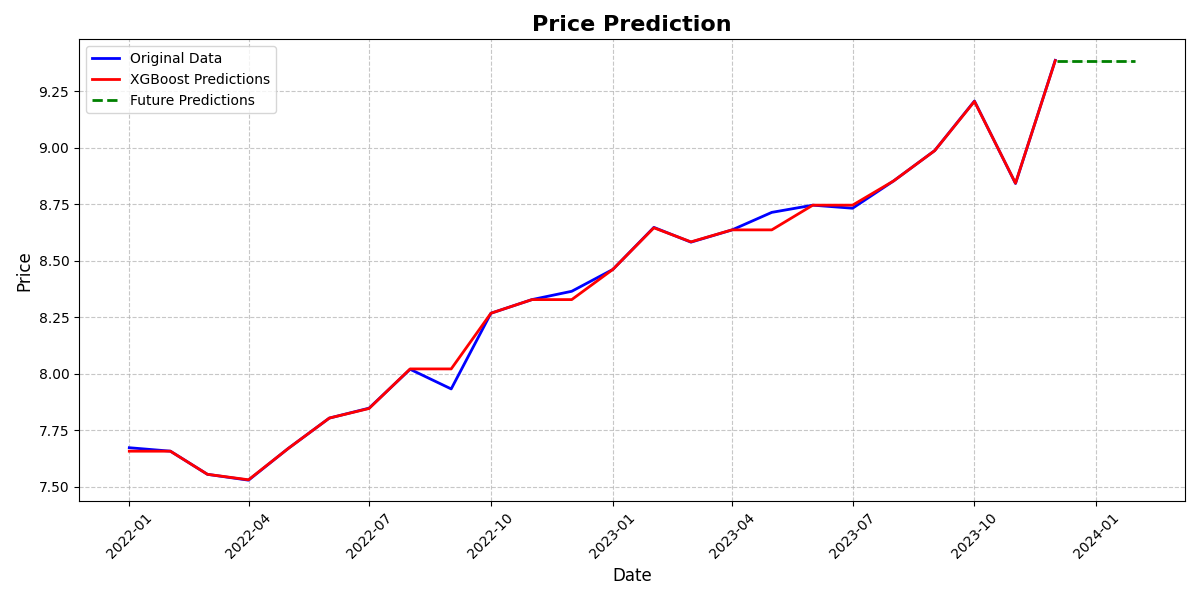 Price Prediction
Original Data
XGBoost Predictions
Future Predictions
Price
9.25
9.00
8.75
8.50
8.25
8.00
7.75
7.50
2022-01
2022-04
2022-07
2022-10
2023-01
2023-04
2023-07
2023-10
2024-01
Date